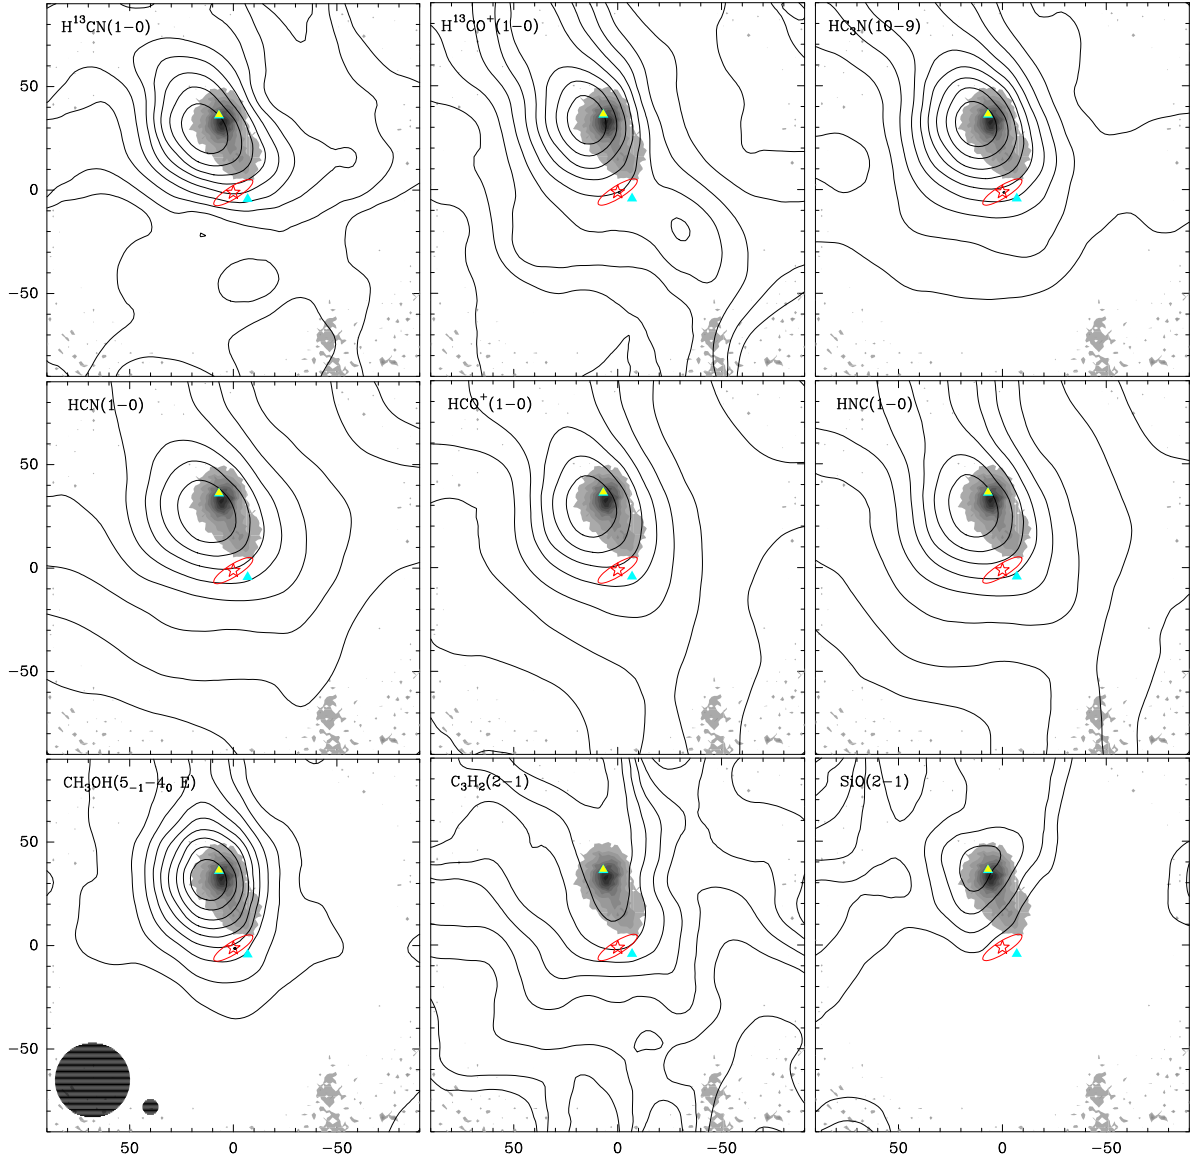 H¹³CN(1−0)
H¹³CO⁺(1−0)
HC₃N(10−9)
50
0
−50
HCN(1−0)
HCO⁺(1−0)
HNC(1−0)
50
0
−50
CH₃OH(5₋₁−4₀ E)
C₃H₂(2−1)
SiO(2−1)
50
0
−50
50 0 −50 50 0 −50 50 0 −50